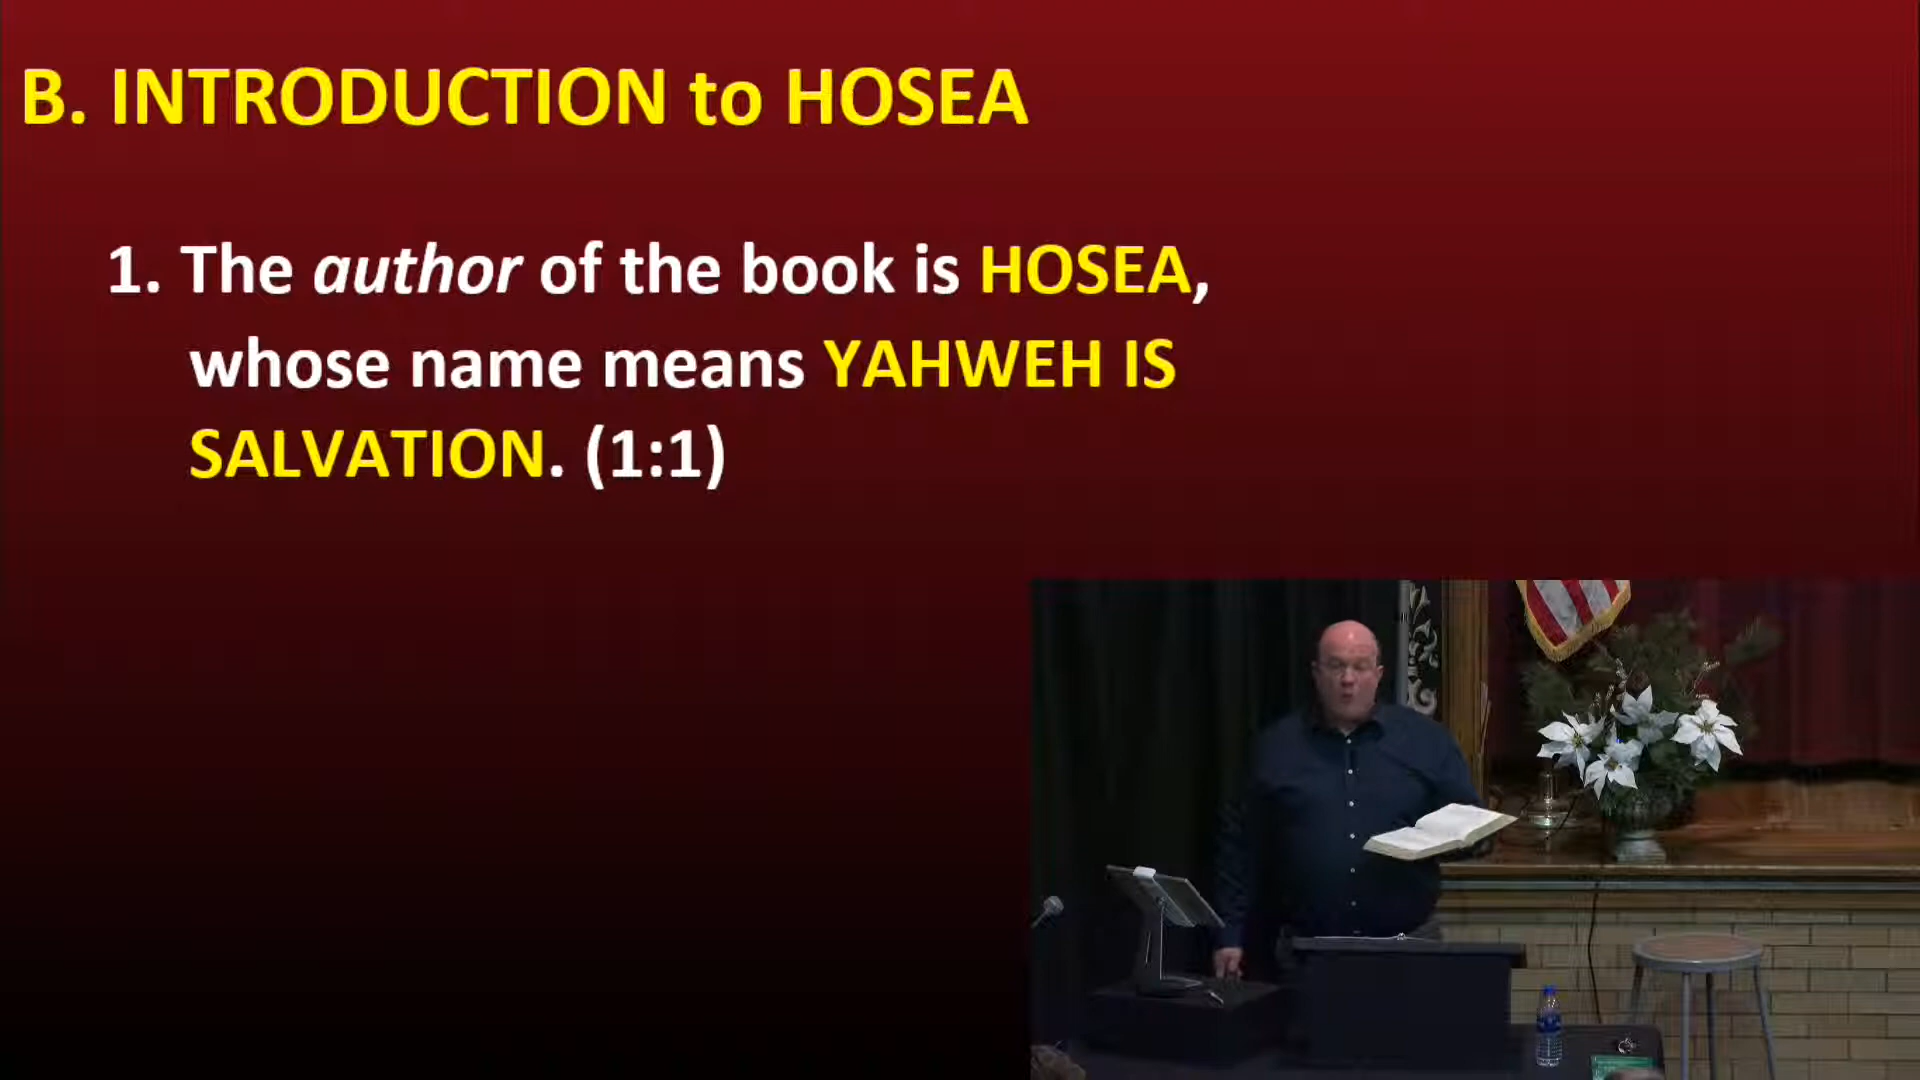 B. INTRODUCTION to HOSEA
1. The author of the book is HOSEA,
whose name means YAHWEH IS
SALVATION. (1:1)